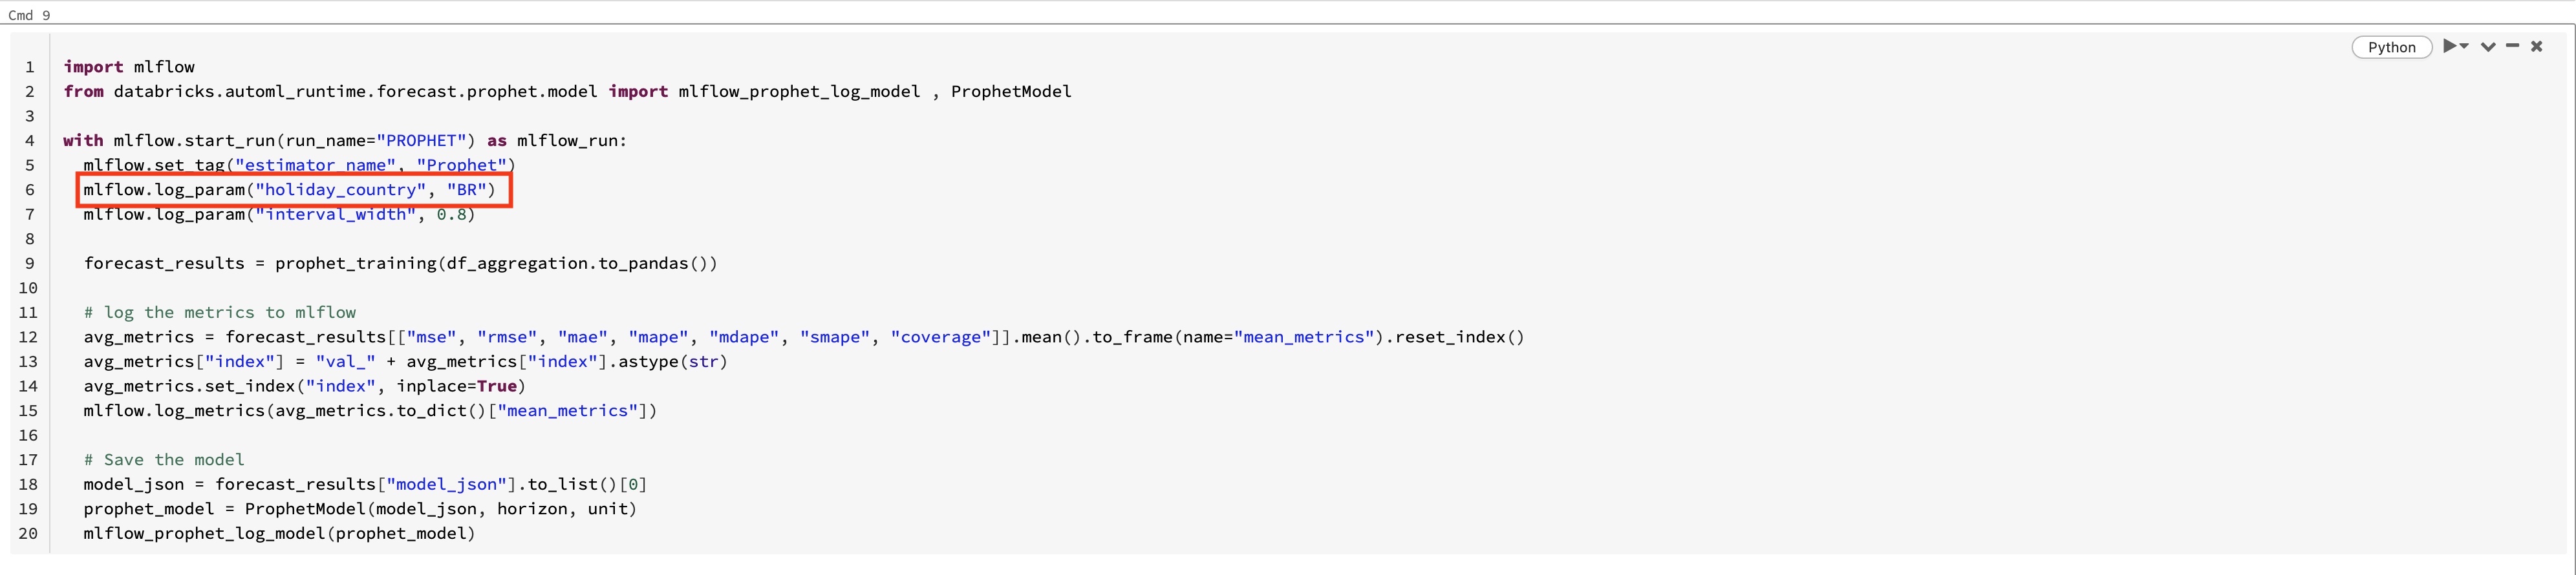 Cmd 9
Python
1 import mlflow
2 from databricks.automl_runtime.forecast.prophet.model import mlflow_prophet_log_model , ProphetModel
3
4 with mlflow.start_run(run_name="PROPHET") as mlflow_run:
5   mlflow.set_tag("estimator_name", "Prophet")
6   mlflow.log_param("holiday_country", "BR")
7   mlflow.log_param("interval_width", 0.8)
8
9   forecast_results = prophet_training(df_aggregation.to_pandas())
10
11   # log the metrics to mlflow
12   avg_metrics = forecast_results[["mse", "rmse", "mae", "mape", "mdape", "smape", "coverage"]].mean().to_frame(name="mean_metrics").reset_index()
13   avg_metrics["index"] = "val_" + avg_metrics["index"].astype(str)
14   avg_metrics.set_index("index", inplace=True)
15   mlflow.log_metrics(avg_metrics.to_dict()["mean_metrics"])
16
17   # Save the model
18   model_json = forecast_results["model_json"].to_list()[0]
19   prophet_model = ProphetModel(model_json, horizon, unit)
20   mlflow_prophet_log_model(prophet_model)